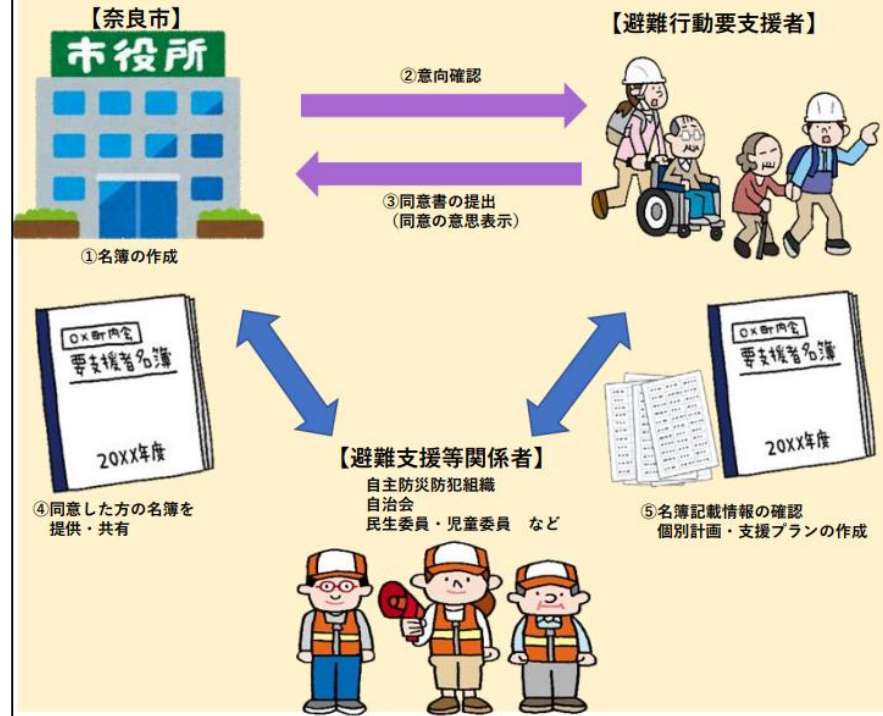 【奈良市】
市役所
①名簿の作成
②意向確認
③同意書の提出
(同意の意思表示)
【避難行動要支援者】
〇×町内会
要支援者名簿
20XX年度
④同意した方の名簿を
提供・共有
【避難支援等関係者】
自主防災防犯組織
自治会
民生委員・児童委員　など
〇×町内会
要支援者名簿
20XX年度
⑤名簿記載情報の確認
個別計画・支援プランの作成